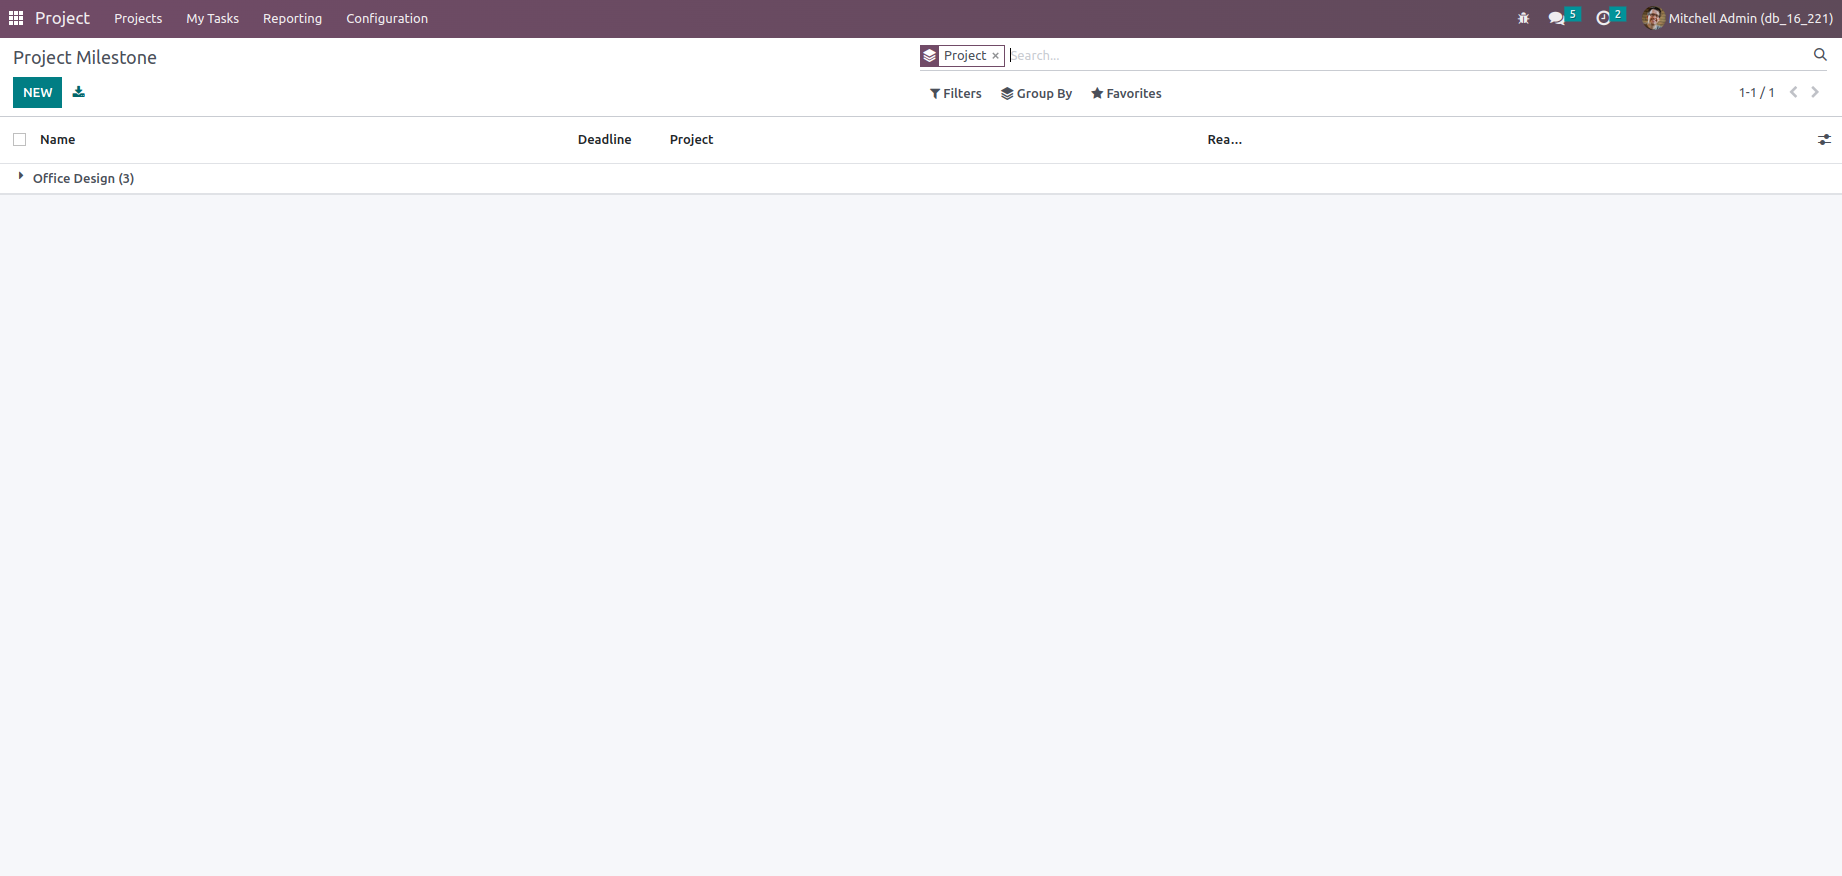 Project Projects My Tasks Reporting Configuration 5 2 Mitchell Admin (db_16_221)
Project Milestone Project × Search...
NEW Filters Group By Favorites 1-1 / 1
Name Deadline Project Rea...
Office Design (3)